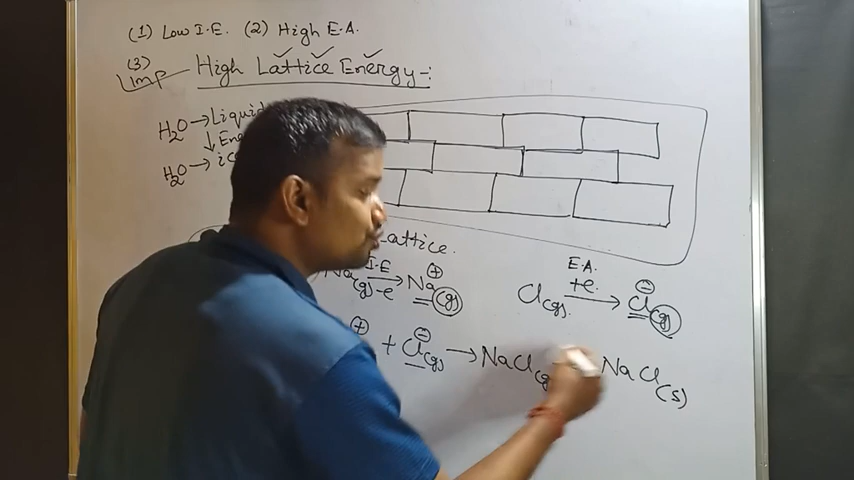 (1) Low I.E. (2) High E.A.
(3)
Imp High Lattice Energy-:
H2O → Liquid
↓
H2O →
Lattice.
Na(g) I.E -e → Na⊕(g)
Cl(g). E.A. +e. → Cl⊖(g)
⊕ + Cl⊖(g) → NaCl NaCl(s)